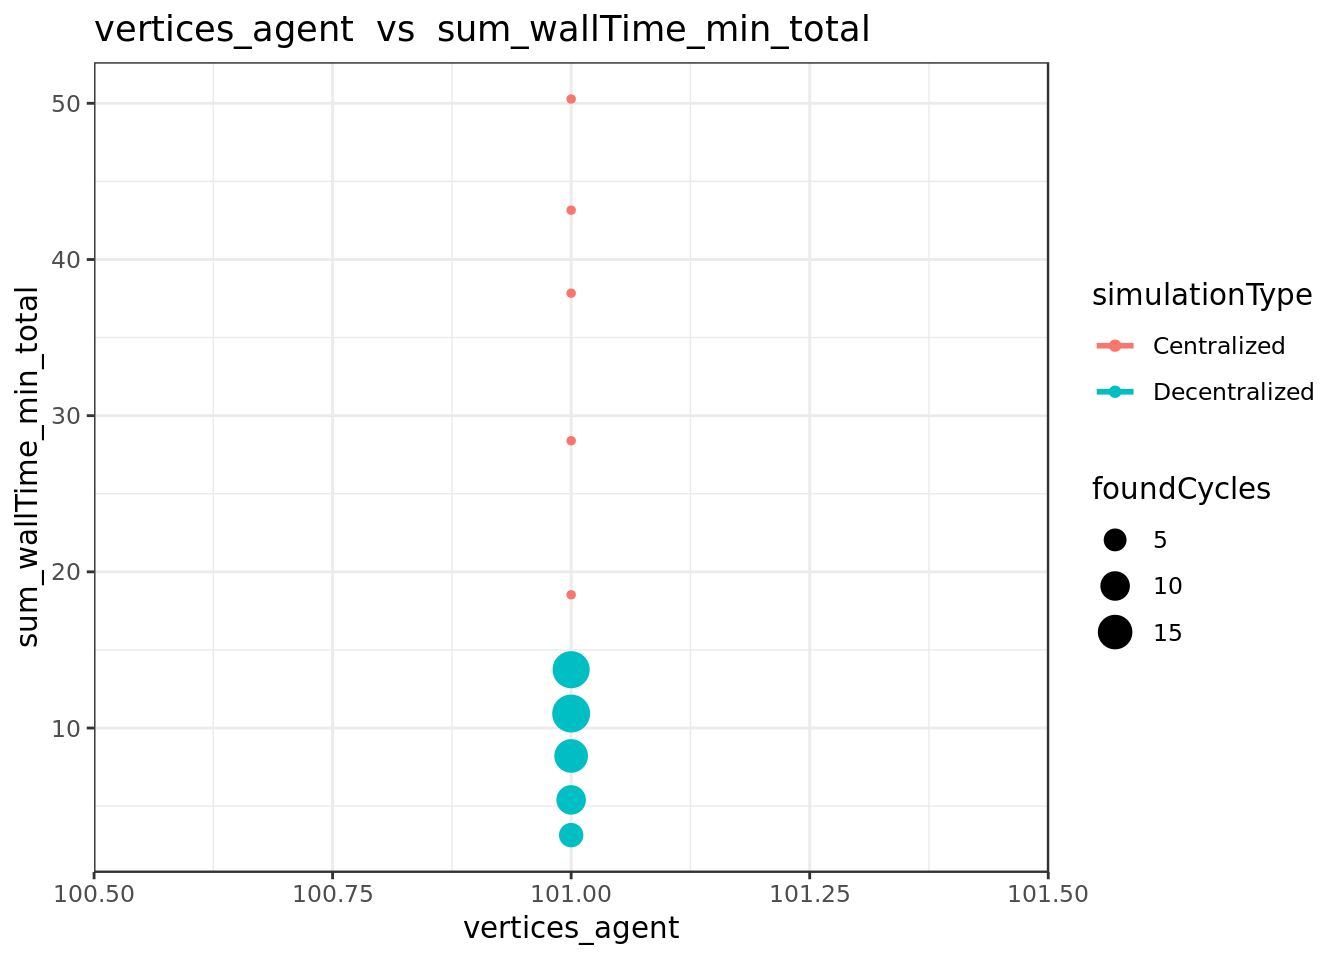 vertices_agent  vs  sum_wallTime_min_total
sum_wallTime_min_total
50
40
30
20
10
100.50
100.75
101.00
101.25
101.50
vertices_agent
simulationType
Centralized
Decentralized
foundCycles
5
10
15